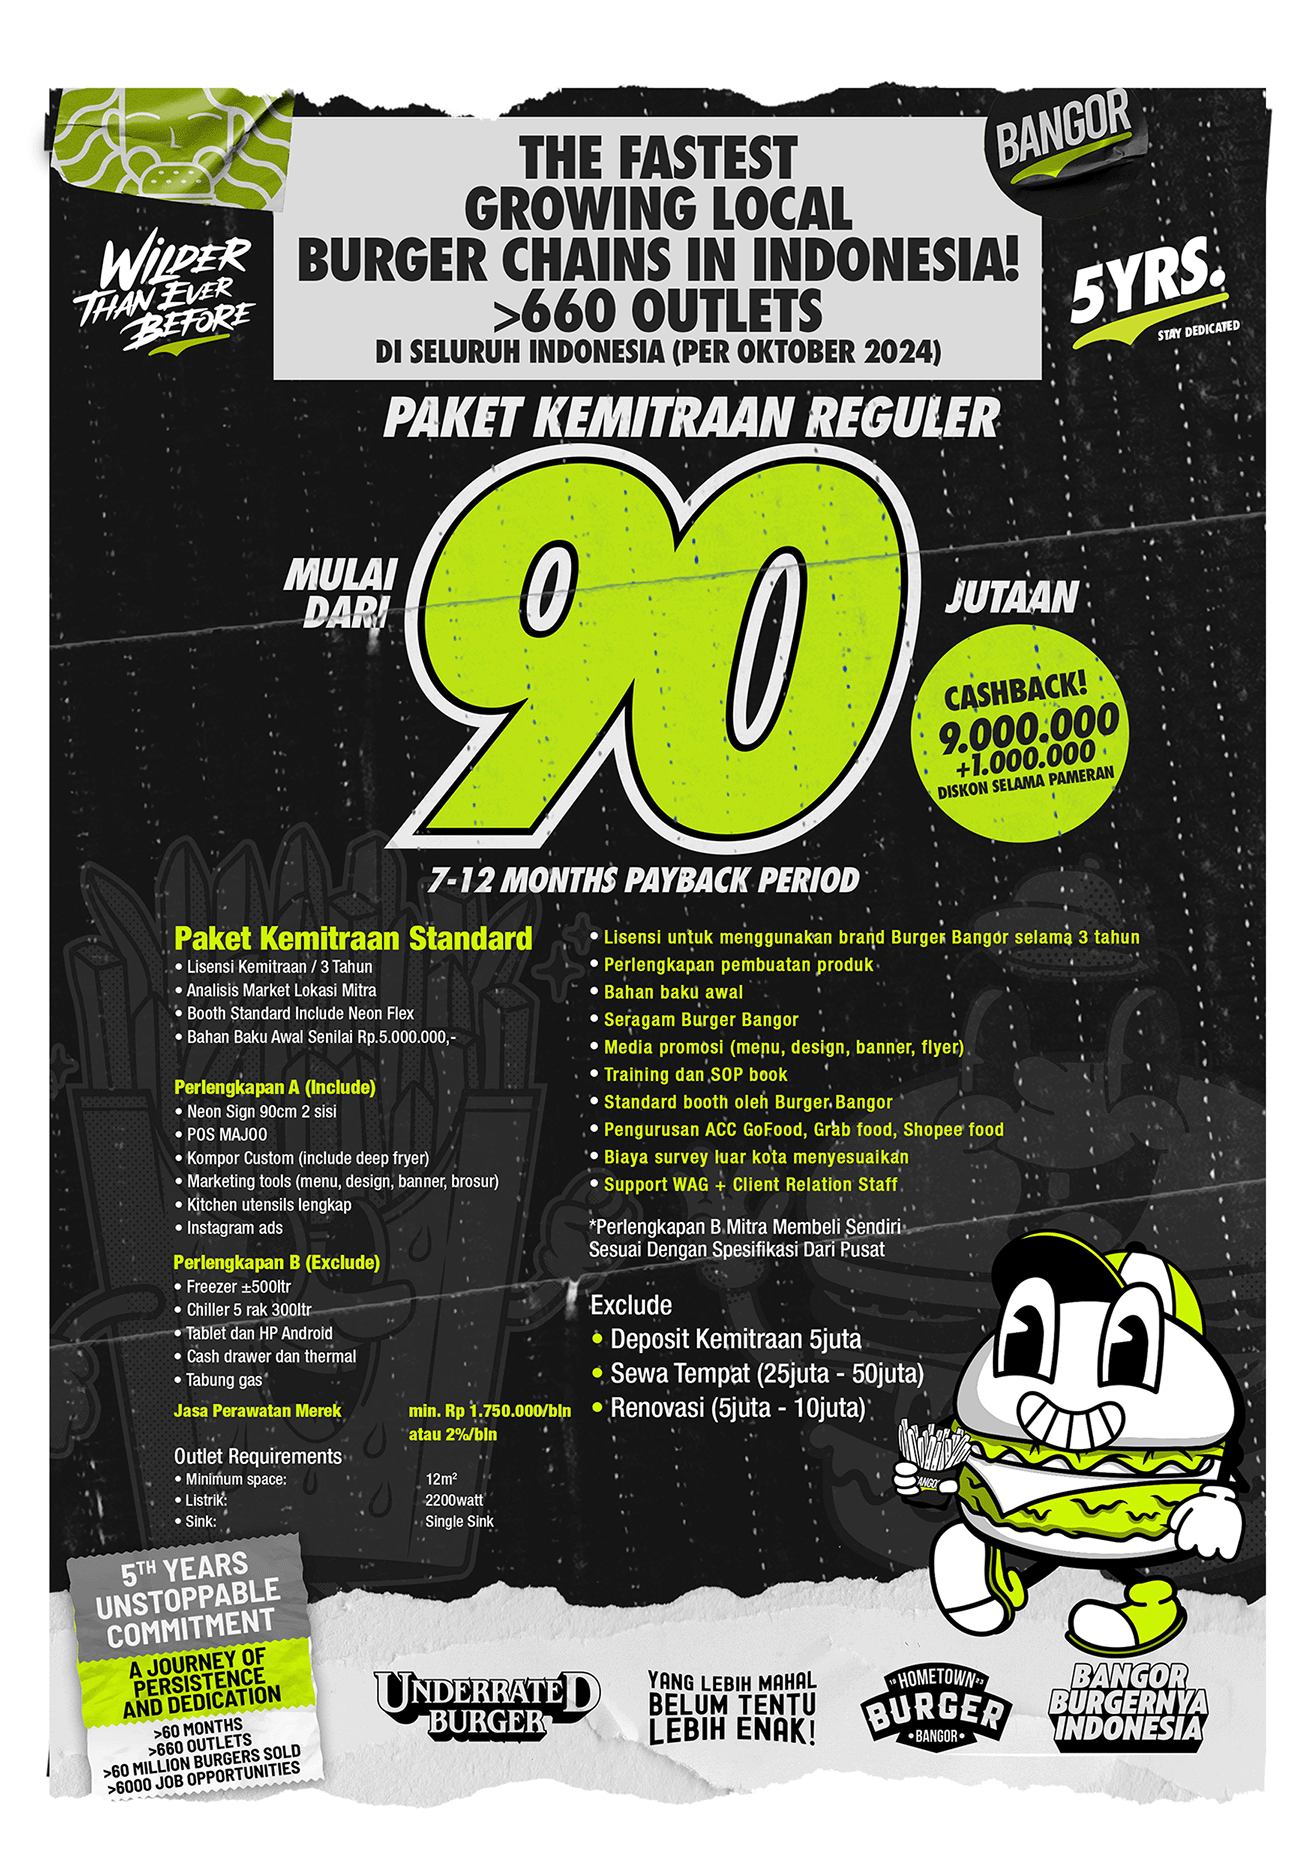 BANGOR
THE FASTEST
GROWING LOCAL
BURGER CHAINS IN INDONESIA!
>660 OUTLETS
DI SELURUH INDONESIA (PER OKTOBER 2024)
WILDER
THAN EVER
BEFORE
5YRS.
STAY DEDICATED
PAKET KEMITRAAN REGULER
MULAI
DARI
90
JUTAAN
CASHBACK!
9.000.000
+1.000.000
DISKON SELAMA PAMERAN
7-12 MONTHS PAYBACK PERIOD
Paket Kemitraan Standard
• Lisensi Kemitraan / 3 Tahun
• Analisis Market Lokasi Mitra
• Booth Standard Include Neon Flex
• Bahan Baku Awal Senilai Rp.5.000.000,-
Perlengkapan A (Include)
• Neon Sign 90cm 2 sisi
• POS MAJOO
• Kompor Custom (include deep fryer)
• Marketing tools (menu, design, banner, brosur)
• Kitchen utensils lengkap
• Instagram ads
Perlengkapan B (Exclude)
• Freezer ±500ltr
• Chiller 5 rak 300ltr
• Tablet dan HP Android
• Cash drawer dan thermal
• Tabung gas
Jasa Perawatan Merek min. Rp 1.750.000/bln
atau 2%/bln
Outlet Requirements
• Minimum space: 12m²
• Listrik: 2200watt
• Sink: Single Sink
• Lisensi untuk menggunakan brand Burger Bangor selama 3 tahun
• Perlengkapan pembuatan produk
• Bahan baku awal
• Seragam Burger Bangor
• Media promosi (menu, design, banner, flyer)
• Training dan SOP book
• Standard booth oleh Burger Bangor
• Pengurusan ACC GoFood, Grab food, Shopee food
• Biaya survey luar kota menyesuaikan
• Support WAG + Client Relation Staff
*Perlengkapan B Mitra Membeli Sendiri
Sesuai Dengan Spesifikasi Dari Pusat
Exclude
• Deposit Kemitraan 5juta
• Sewa Tempat (25juta - 50juta)
• Renovasi (5juta - 10juta)
BANGOR
5TH YEARS
UNSTOPPABLE
COMMITMENT
A JOURNEY OF
PERSISTENCE
AND DEDICATION
>60 MONTHS
>660 OUTLETS
>60 MILLION BURGERS SOLD
>6000 JOB OPPORTUNITIES
UNDERRATED
BURGER
YANG LEBIH MAHAL
BELUM TENTU
LEBIH ENAK!
19 HOMETOWN 23
BURGER
• BANGOR •
BANGOR
BURGERNYA
INDONESIA